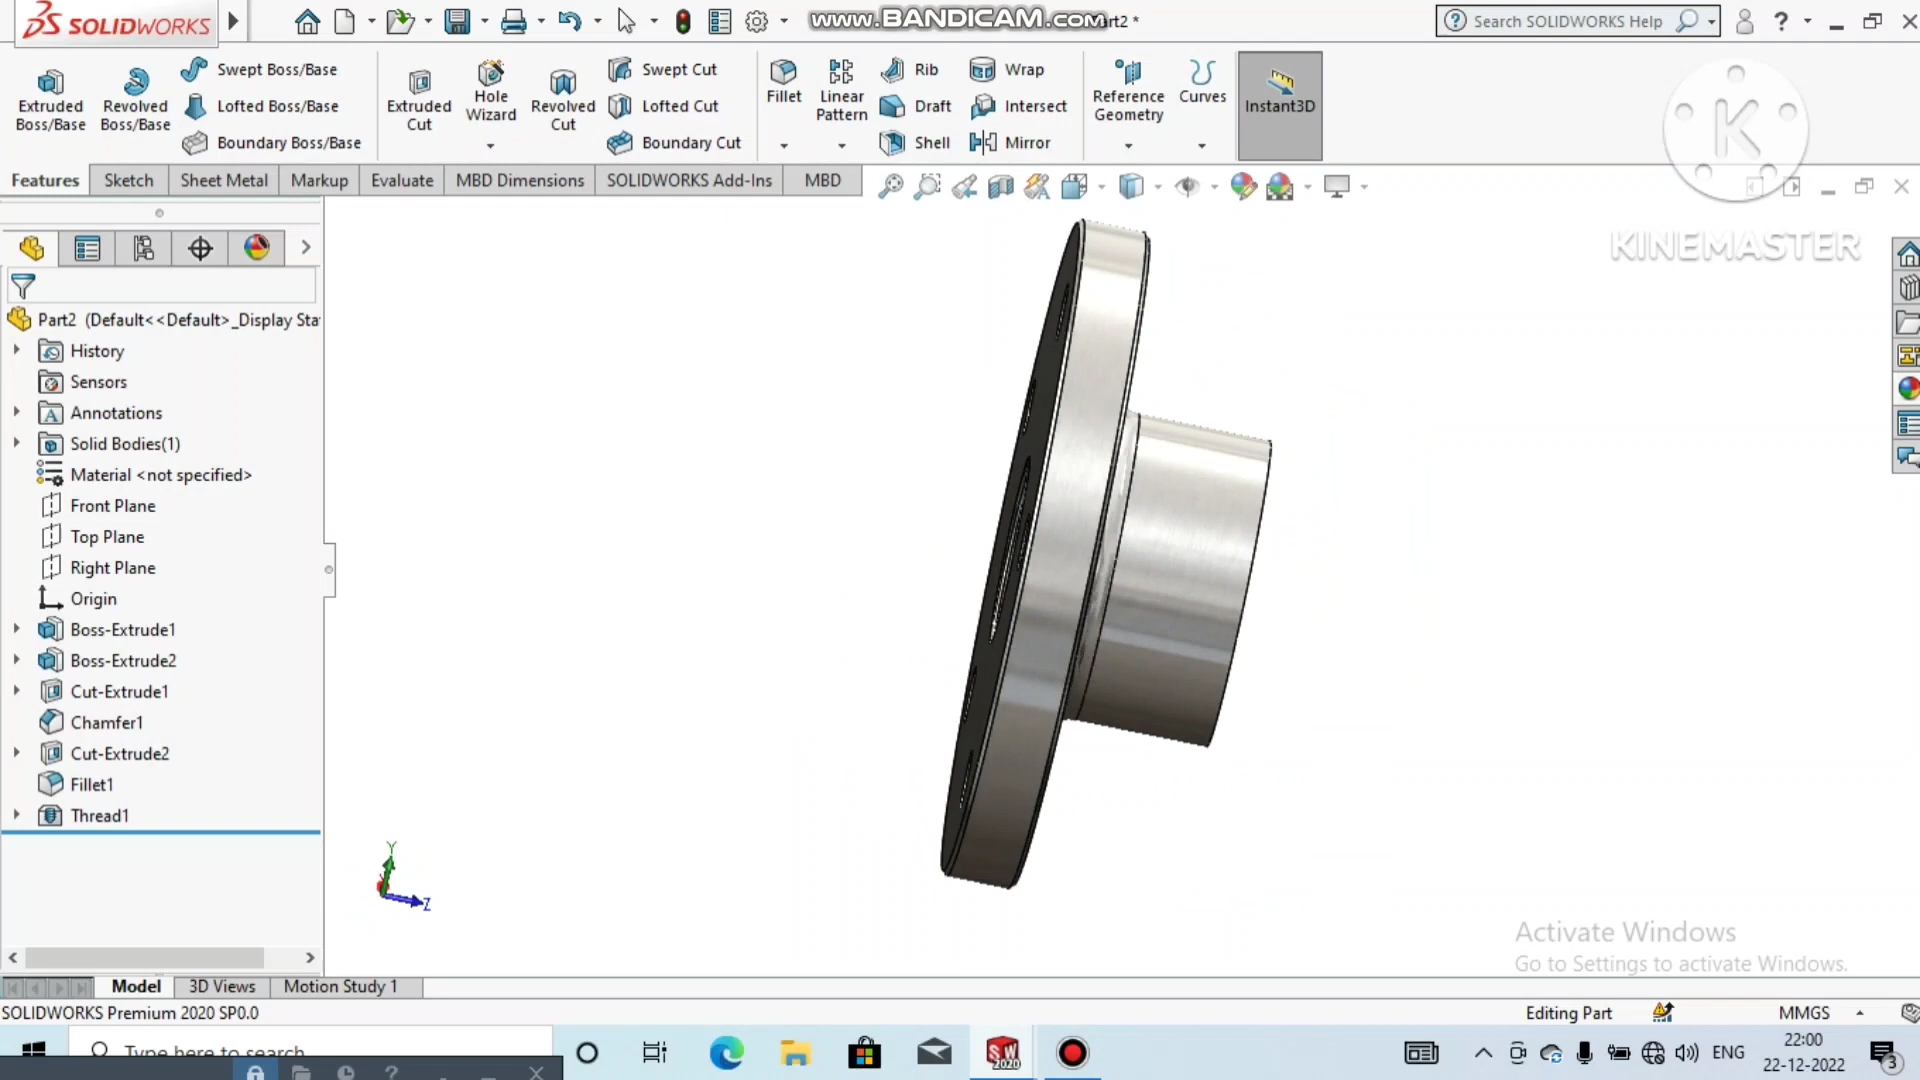 SOLIDWORKS
www.BANDICAM.com
Part2 *
Search SOLIDWORKS Help
Extruded Boss/Base
Revolved Boss/Base
Swept Boss/Base
Lofted Boss/Base
Boundary Boss/Base
Extruded Cut
Hole Wizard
Revolved Cut
Swept Cut
Lofted Cut
Boundary Cut
Fillet
Linear Pattern
Rib
Draft
Shell
Wrap
Intersect
Mirror
Reference Geometry
Curves
Instant3D
K
KINEMASTER
Features
Sketch
Sheet Metal
Markup
Evaluate
MBD Dimensions
SOLIDWORKS Add-Ins
MBD
Part2 (Default<<Default>_Display Sta
History
Sensors
Annotations
Solid Bodies(1)
Material <not specified>
Front Plane
Top Plane
Right Plane
Origin
Boss-Extrude1
Boss-Extrude2
Cut-Extrude1
Chamfer1
Cut-Extrude2
Fillet1
Thread1
Y
Z
Activate Windows
Go to Settings to activate Windows.
Model
3D Views
Motion Study 1
SOLIDWORKS Premium 2020 SP0.0
Editing Part
MMGS
Type here to search
SW
2020
ENG
22:00
22-12-2022
3